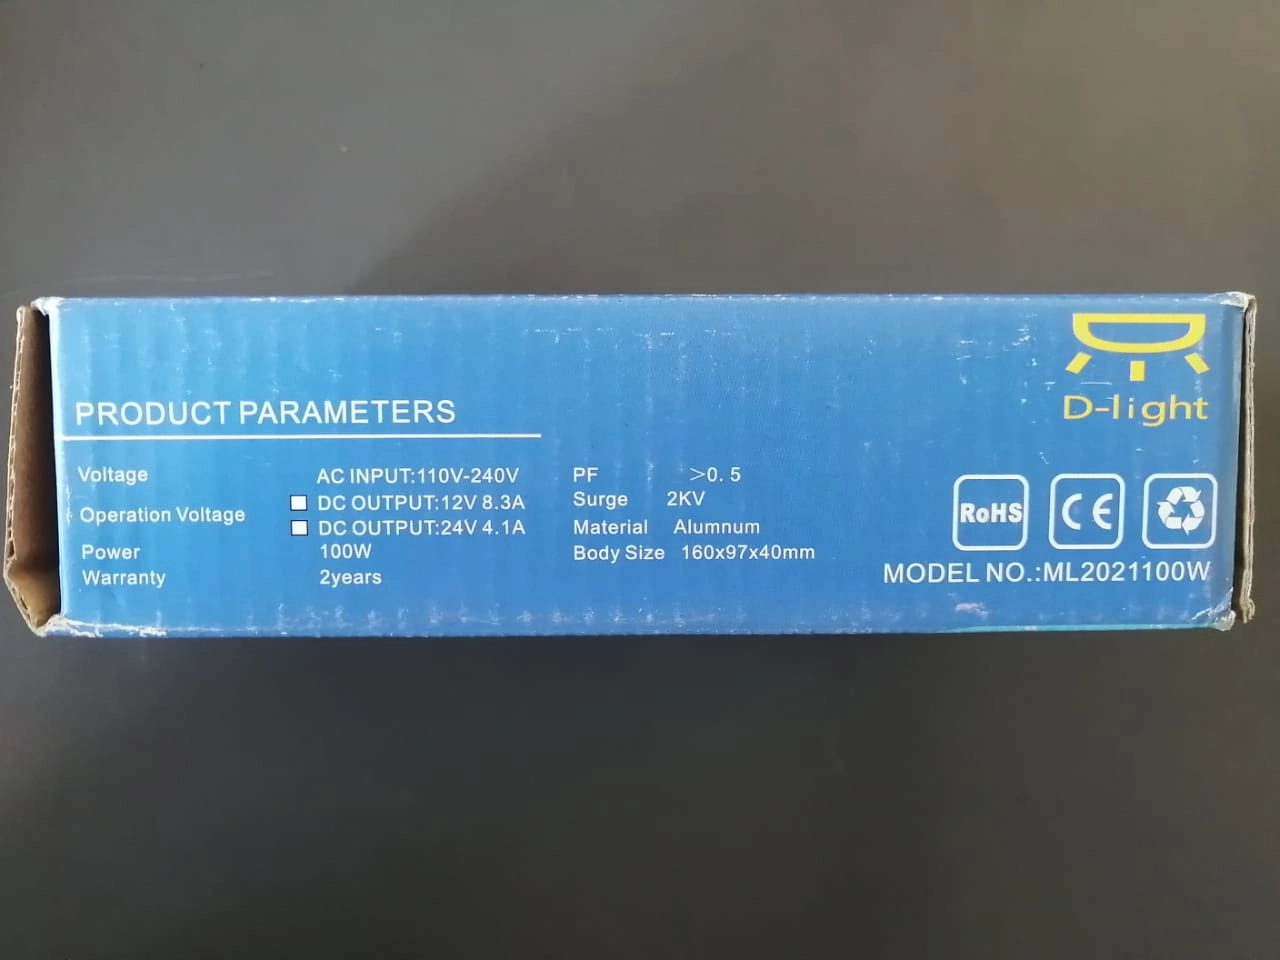 D-light
PRODUCT PARAMETERS
Voltage AC INPUT:110V-240V
Operation Voltage DC OUTPUT:12V 8.3A
DC OUTPUT:24V 4.1A
Power 100W
Warranty 2years
PF >0.5
Surge 2KV
Material Alumnum
Body Size 160x97x40mm
RoHS CE
MODEL NO.:ML2021100W